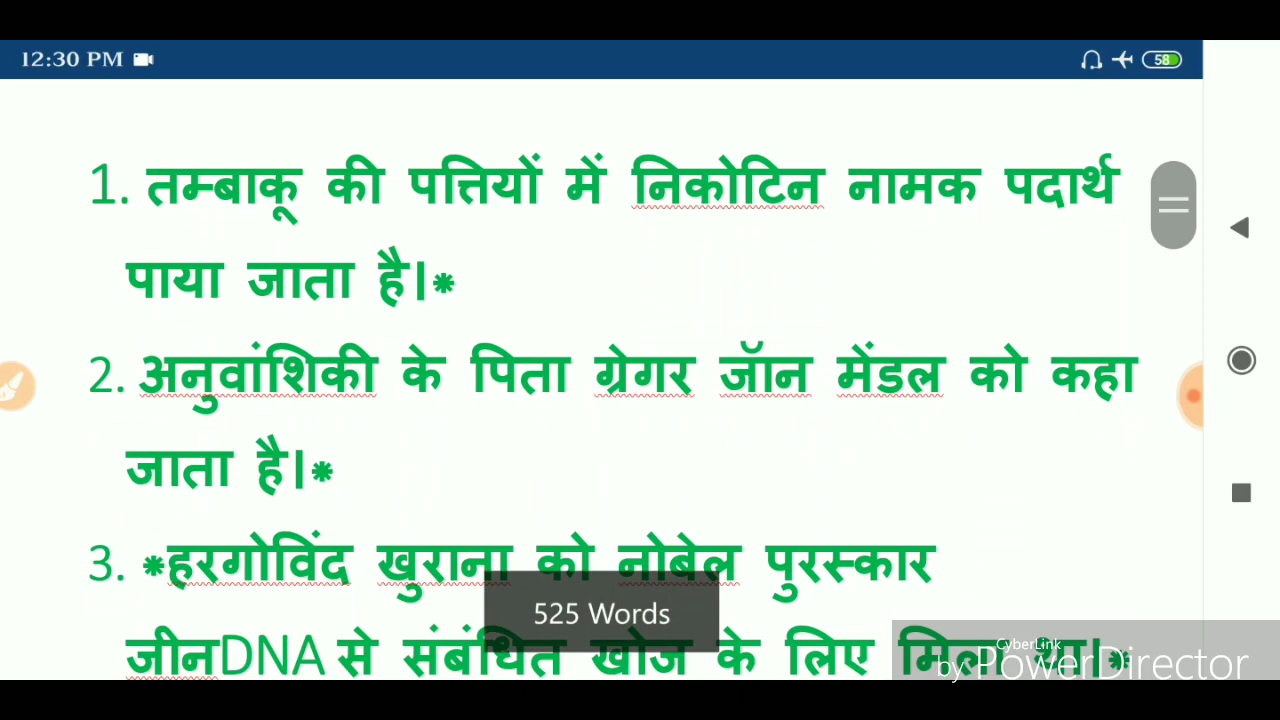 12:30 PM 58
1. तम्बाकू की पत्तियों में निकोटिन नामक पदार्थ
पाया जाता है।*
2. अनुवांशिकी के पिता ग्रेगर जॉन मेंडल को कहा
जाता है।*
3. *हरगोविंद खुराना को नोबेल पुरस्कार
525 Words
जीनDNA से संबंधित खोज के लिए मिला था।*
CyberLink
by PowerDirector